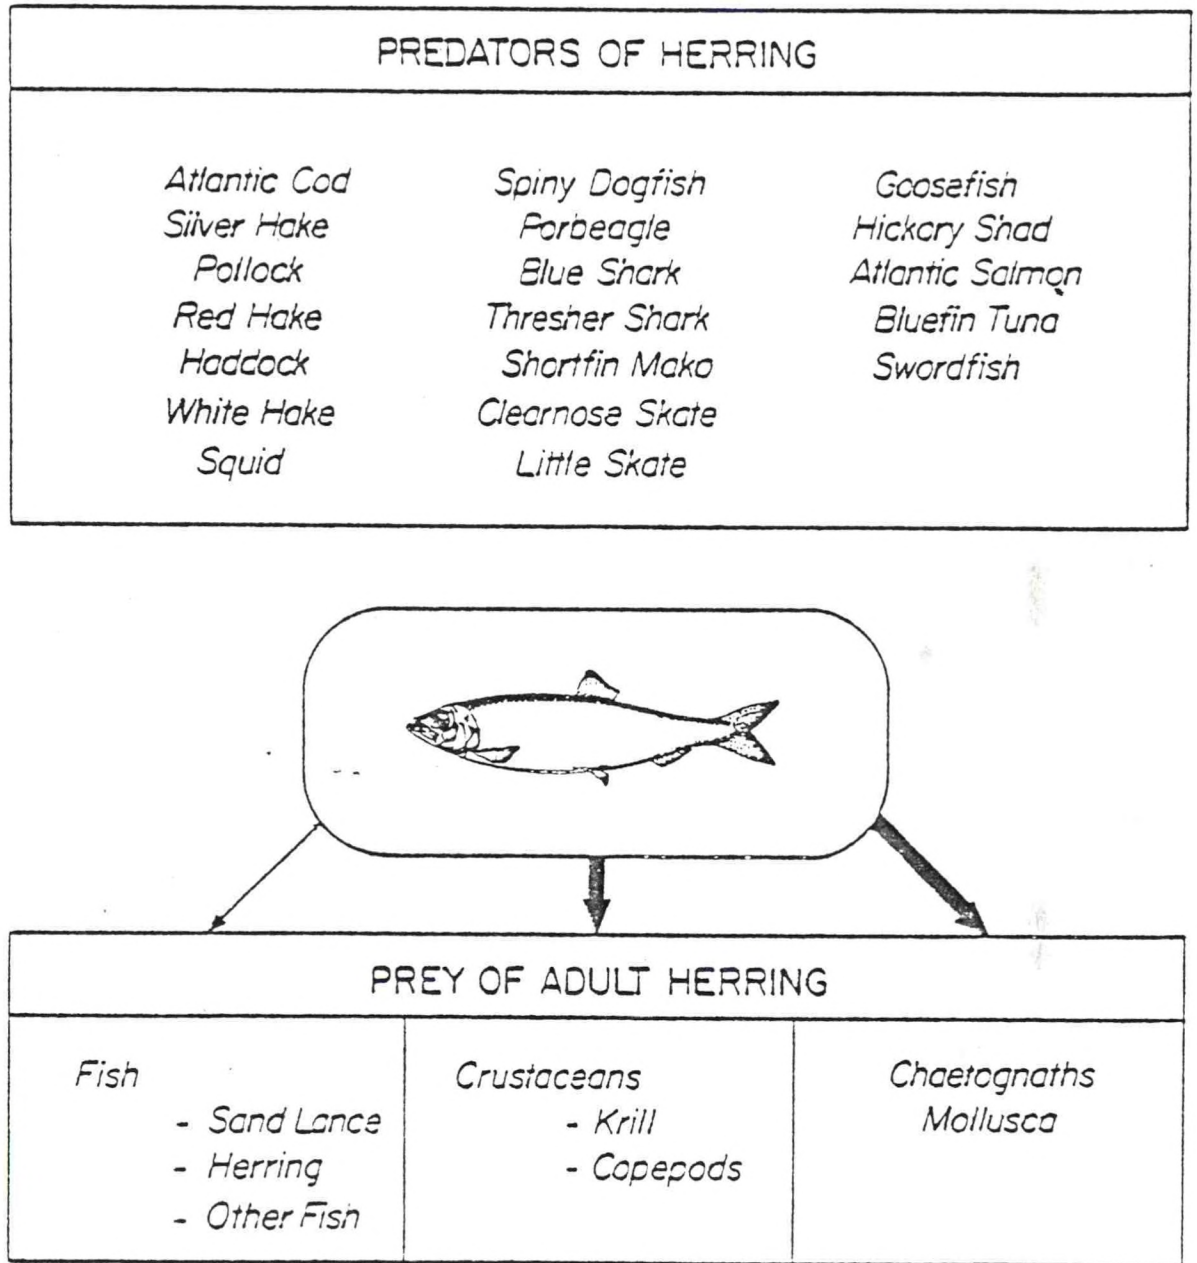 PREDATORS OF HERRING
Atlantic Cod
Silver Hake
Pollock
Red Hake
Haddock
White Hake
Squid
Spiny Dogfish
Porbeagle
Blue Shark
Thresher Shark
Shortfin Mako
Clearnose Skate
Little Skate
Goosefish
Hickory Shad
Atlantic Salmon
Bluefin Tuna
Swordfish
PREY OF ADULT HERRING
Fish
- Sand Lance
- Herring
- Other Fish
Crustaceans
- Krill
- Copepods
Chaetognaths
Mollusca